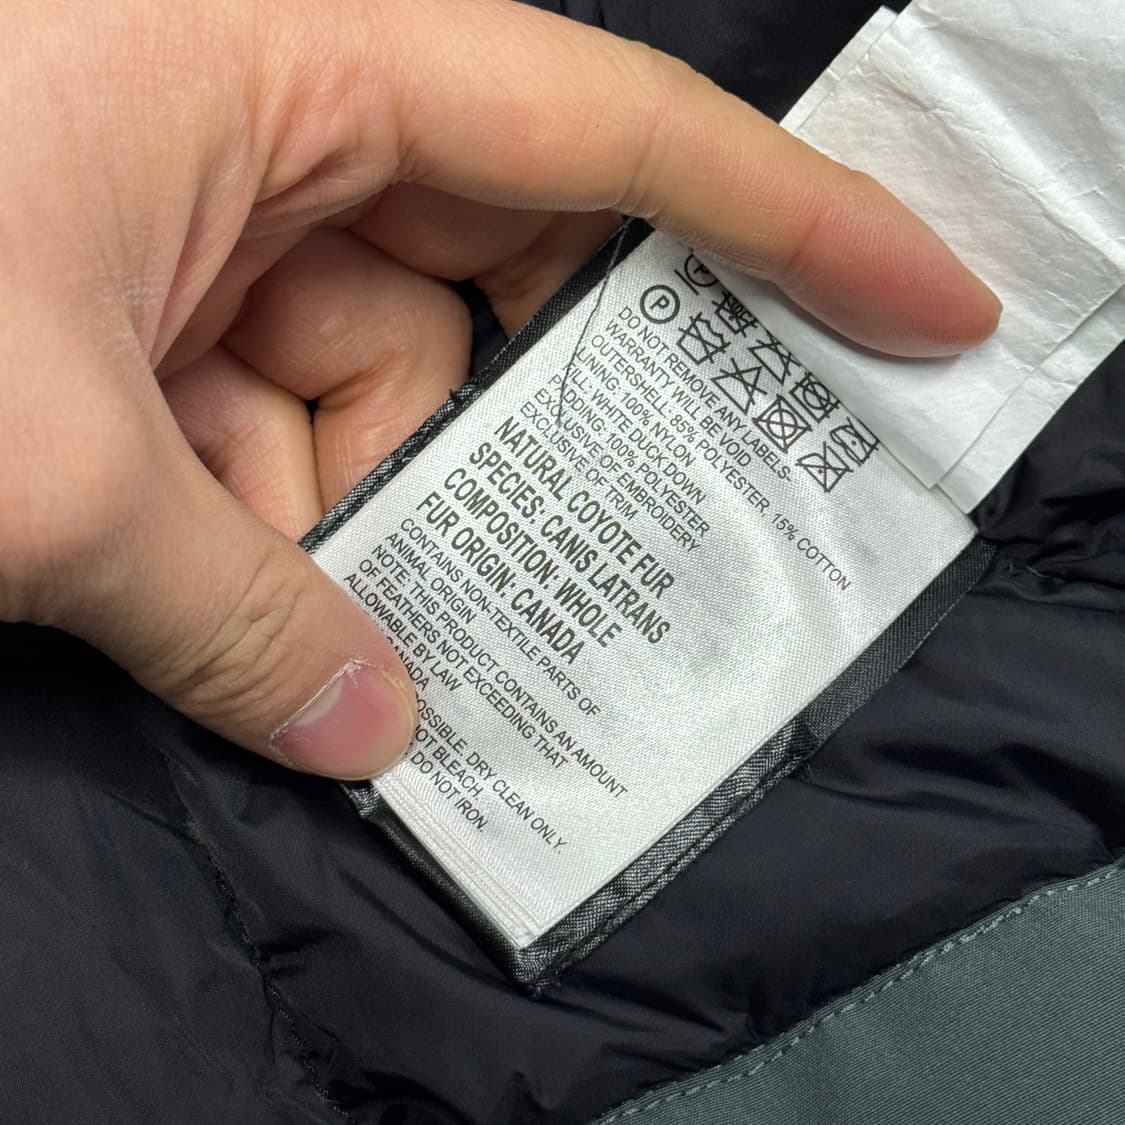 P
DO NOT REMOVE ANY LABELS-
WARRANTY WILL BE VOID
OUTERSHELL: 85% POLYESTER, 15% COTTON
LINING: 100% NYLON
FILL: WHITE DUCK DOWN
PADDING: 100% POLYESTER
EXCLUSIVE OF EMBROIDERY
EXCLUSIVE OF TRIM
NATURAL COYOTE FUR
SPECIES: CANIS LATRANS
COMPOSITION: WHOLE
FUR ORIGIN: CANADA
CONTAINS NON-TEXTILE PARTS OF
ANIMAL ORIGIN
NOTE: THIS PRODUCT CONTAINS AN AMOUNT
OF FEATHERS NOT EXCEEDING THAT
ALLOWABLE BY LAW
CANADA
DRY CLEAN ONLY.
BLEACH.
DO NOT IRON.